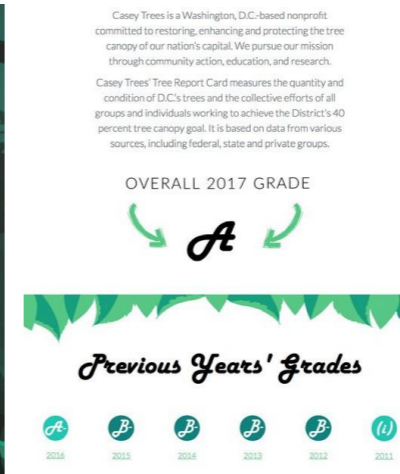 Casey Trees is a Washington, D.C.-based nonprofit
committed to restoring, enhancing and protecting the tree
canopy of our nation's capital. We pursue our mission
through community action, education, and research.
Casey Trees' Tree Report Card measures the quantity and
condition of D.C.'s trees and the collective efforts of all
groups and individuals working to achieve the District's 40
percent tree canopy goal. It is based on data from various
sources, including federal, state and private groups.
OVERALL 2017 GRADE
A
Previous Years' Grades
A- B- B- B- B- (i)
2016 2015 2014 2013 2012 2011